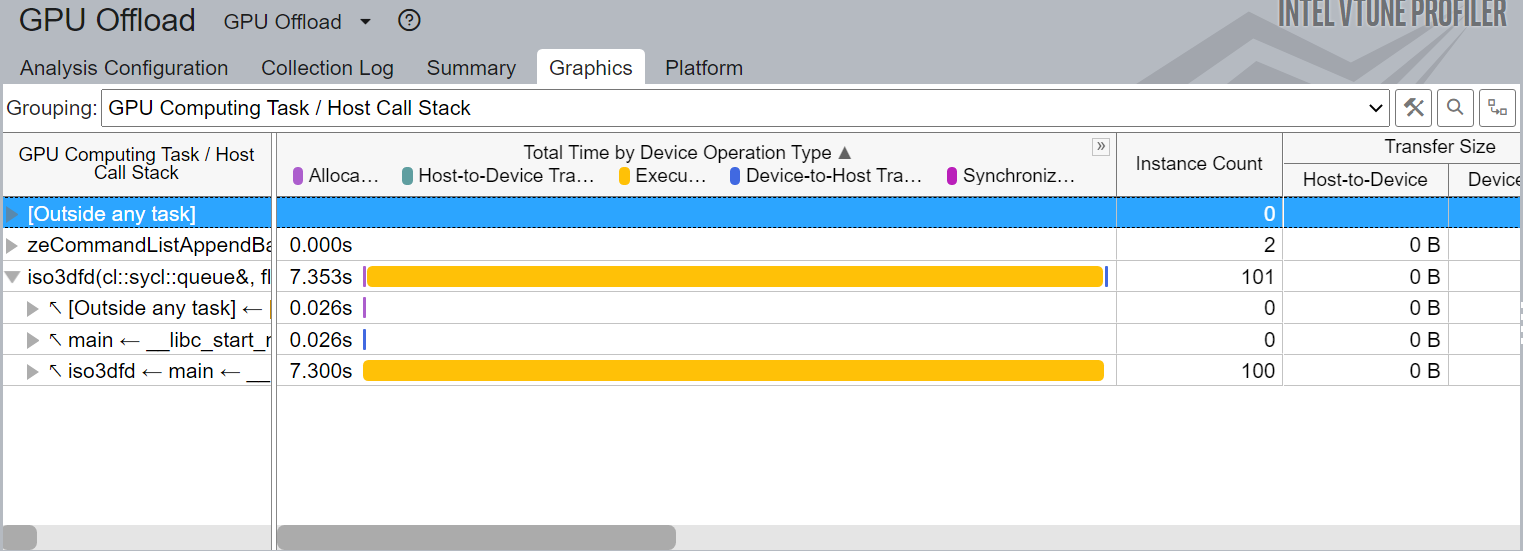 GPU Offload GPU Offload
INTEL VTUNE PROFILER
Analysis Configuration Collection Log Summary Graphics Platform
Grouping: GPU Computing Task / Host Call Stack
GPU Computing Task / Host
Call Stack
Total Time by Device Operation Type ▲ »
Alloca… Host-to-Device Tra… Execu… Device-to-Host Tra… Synchroniz…
Instance Count
Transfer Size
Host-to-Device Device
[Outside any task] 0
zeCommandListAppendBa 0.000s 2 0 B
iso3dfd(cl::sycl::queue&, fl 7.353s 101 0 B
↖ [Outside any task] ← 0.026s 0 0 B
↖ main ← __libc_start_r 0.026s 0 0 B
↖ iso3dfd ← main ← __ 7.300s 100 0 B